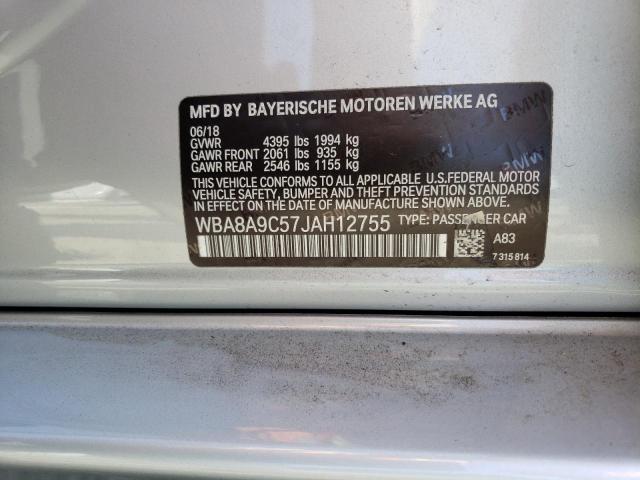 MFD BY BAYERISCHE MOTOREN WERKE AG
06/18
GVWR 4395 lbs 1994 kg
GAWR FRONT 2061 lbs 935 kg
GAWR REAR 2546 lbs 1155 kg
THIS VEHICLE CONFORMS TO ALL APPLICABLE U.S.FEDERAL MOTOR
VEHICLE SAFETY, BUMPER AND THEFT PREVENTION STANDARDS
IN EFFECT ON THE DATE OF MANUFACTURE SHOWN ABOVE.
WBA8A9C57JAH12755 TYPE: PASSENGER CAR
A83
7 315 814
BMW
BMW